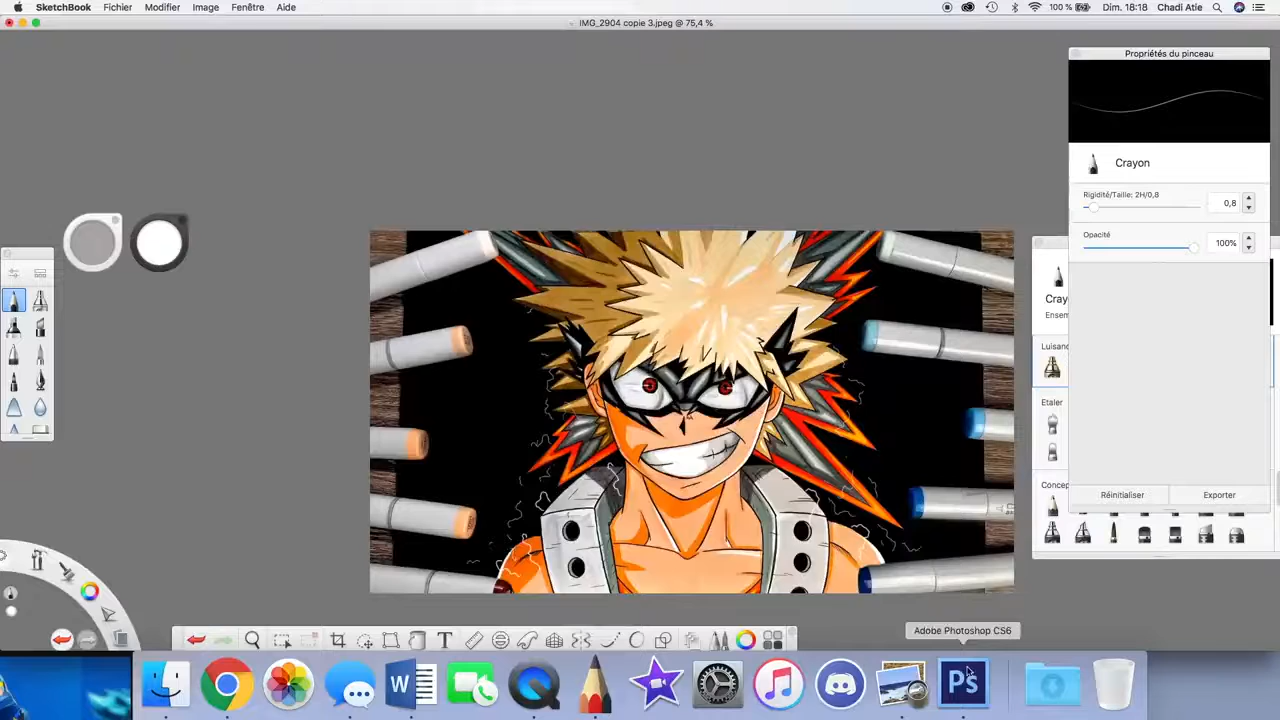 SketchBook Fichier Modifier Image Fenêtre Aide 100 % Dim. 18:18 Chadi Atie
IMG_2904 copie 3.jpeg @ 75,4 %
Propriétés du pinceau
Crayon
Rigidité/Taille: 2H/0,8
0,8
Opacité
100%
Cray
Ensem
Luisanc
Etaler
Concep
Réinitialiser Exporter
T
Adobe Photoshop CS6
W
Ps